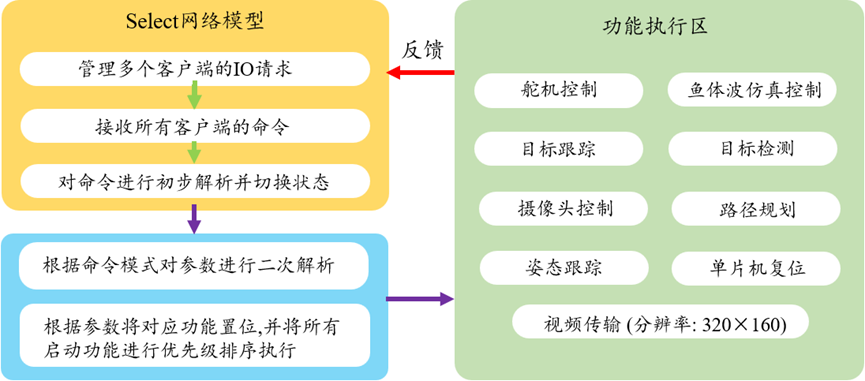 Select网络模型
管理多个客户端的IO请求
接收所有客户端的命令
对命令进行初步解析并切换状态
根据命令模式对参数进行二次解析
根据参数将对应功能置位,并将所有
启动功能进行优先级排序执行
反馈
功能执行区
舵机控制
鱼体波仿真控制
目标跟踪
目标检测
摄像头控制
路径规划
姿态跟踪
单片机复位
视频传输 (分辨率: 320×160)